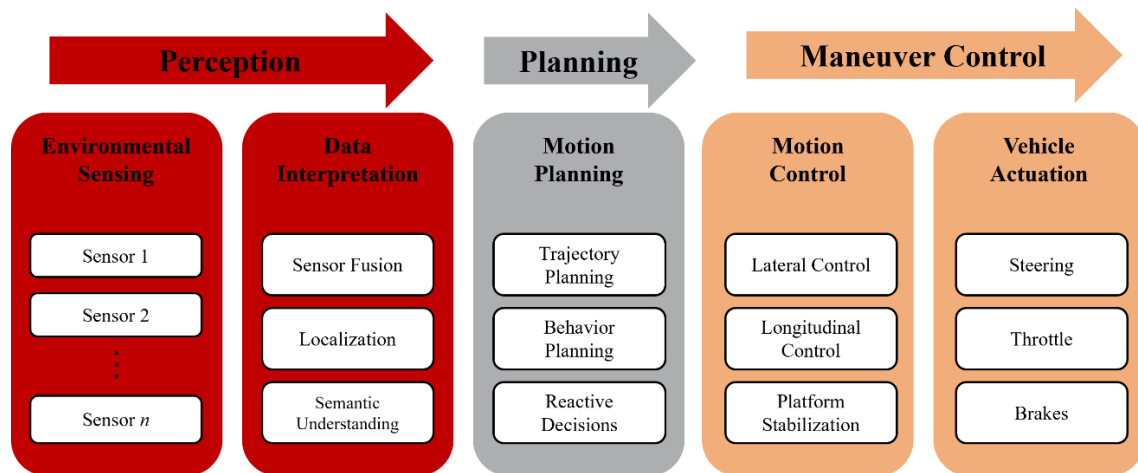 Perception
Planning
Maneuver Control
Environmental
Sensing
Sensor 1
Sensor 2
⋮
Sensor n
Data
Interpretation
Sensor Fusion
Localization
Semantic
Understanding
Motion
Planning
Trajectory
Planning
Behavior
Planning
Reactive
Decisions
Motion
Control
Lateral Control
Longitudinal
Control
Platform
Stabilization
Vehicle
Actuation
Steering
Throttle
Brakes